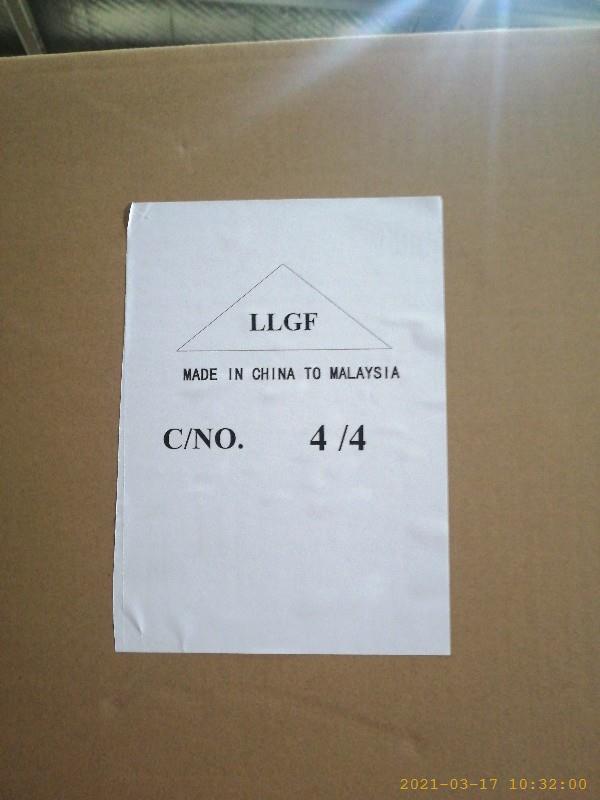 LLGF
MADE IN CHINA TO MALAYSIA
C/NO. 4 /4
2021-03-17 10:32:00